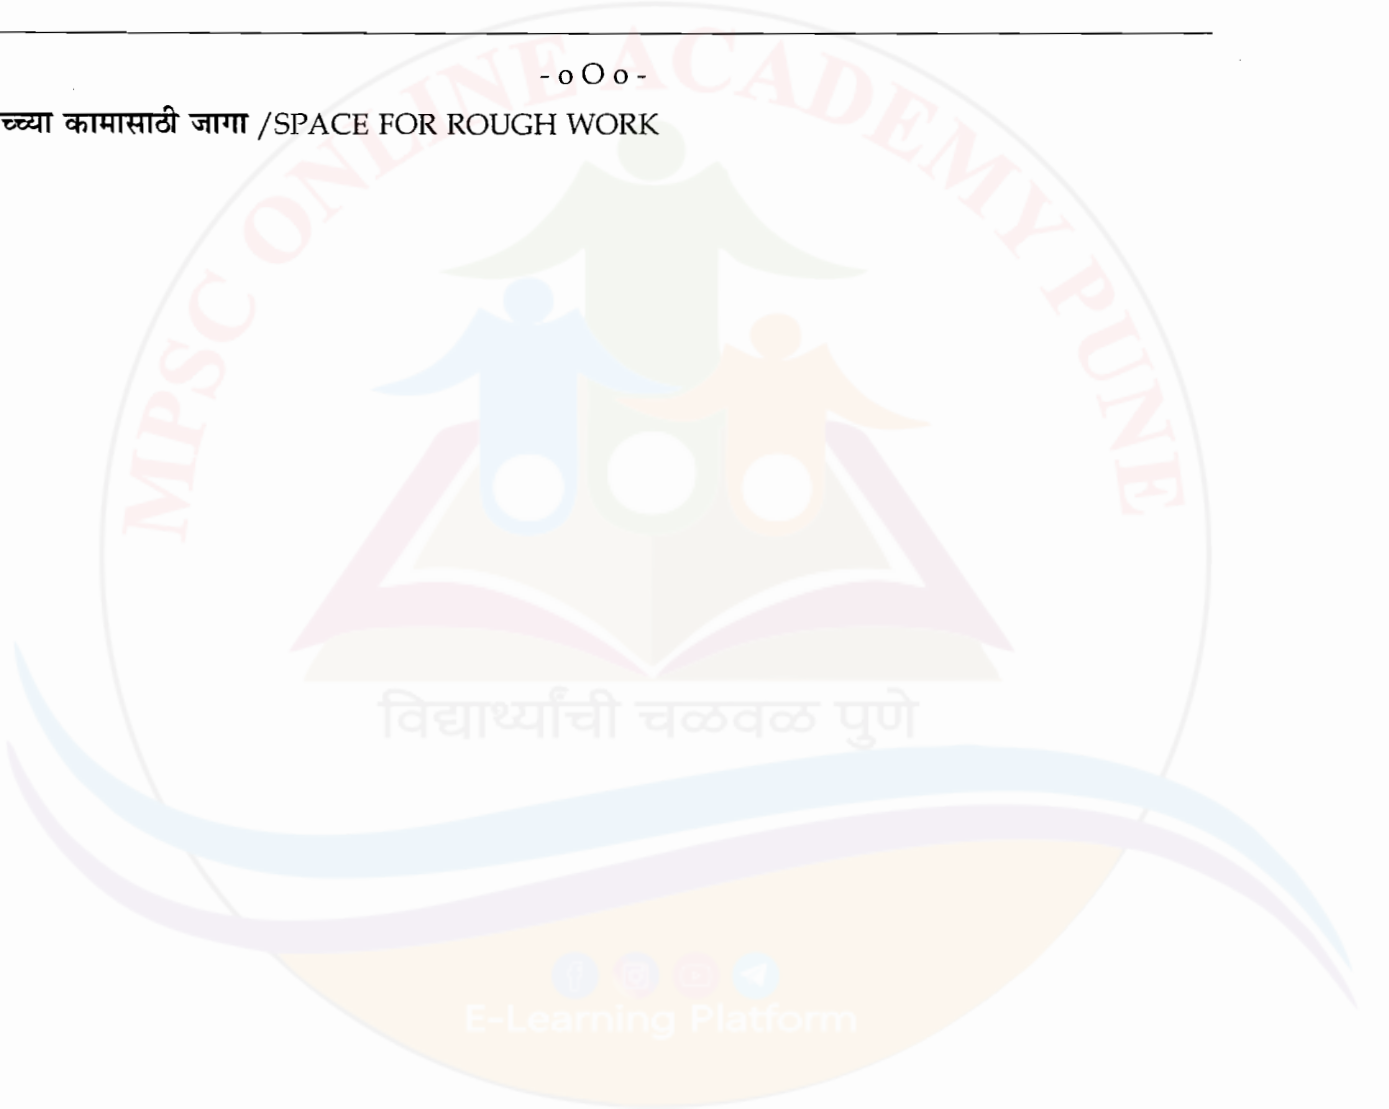 - o O o -
च्च्या कामासाठी जागा /SPACE FOR ROUGH WORK
MPSC ONLINE ACADEMY PUNE
विद्यार्थ्यांची चळवळ पुणे
E-Learning Platform